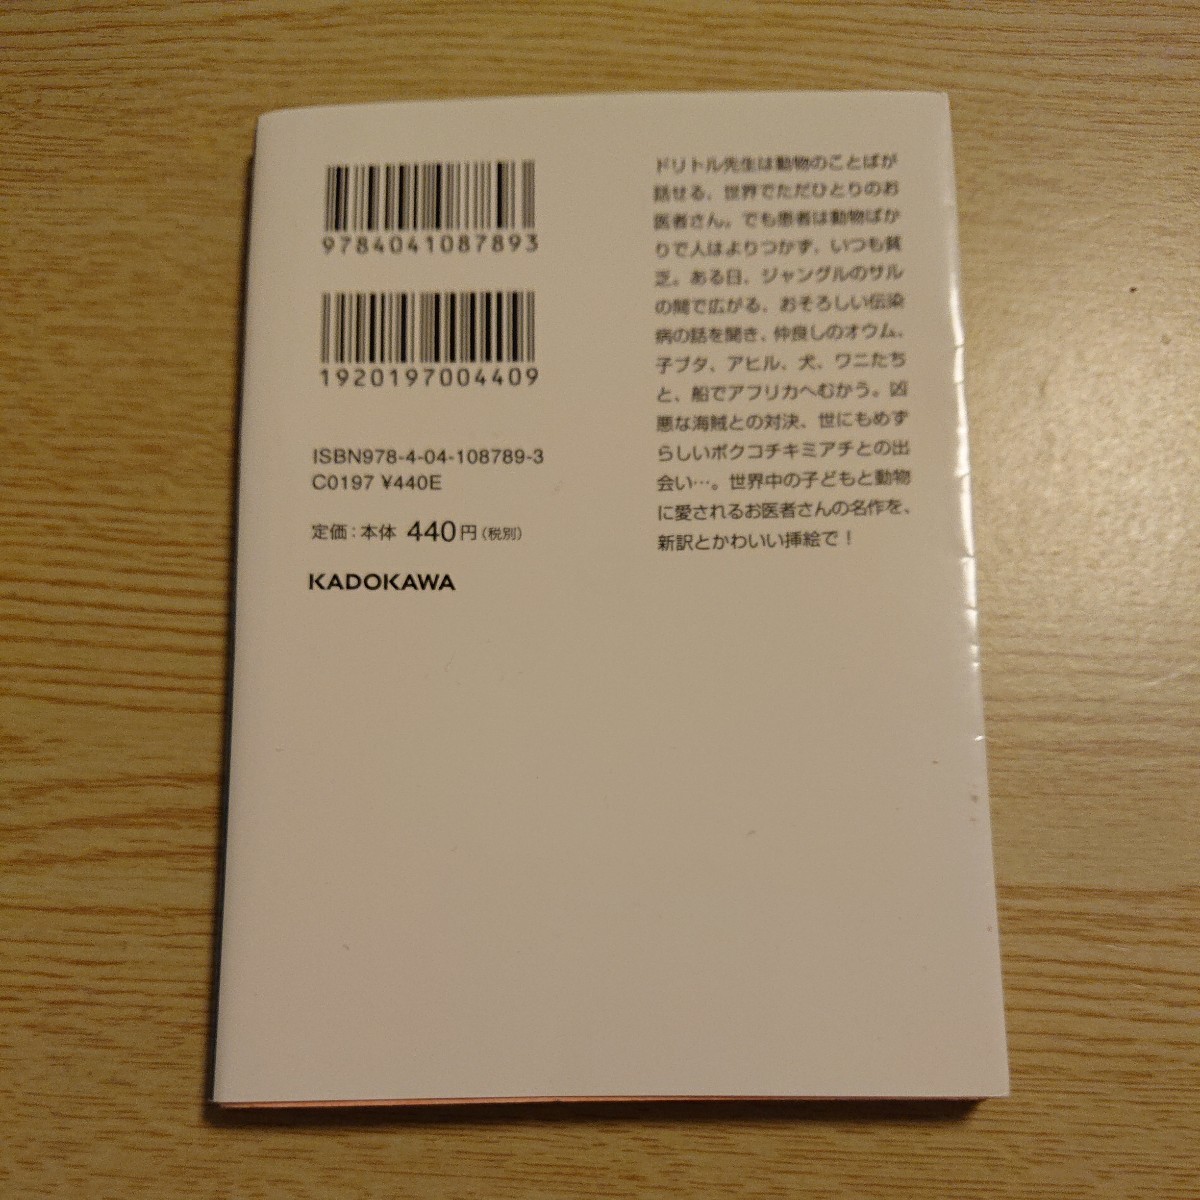 9784041087893
1920197004409
ISBN978-4-04-108789-3
C0197 ¥440E
定価：本体 440円（税別）
KADOKAWA
ドリトル先生は動物のことばが
話せる、世界でただひとりのお
医者さん。でも患者は動物ばか
りで人はよりつかず、いつも貧
乏。ある日、ジャングルのサル
の間で広がる、おそろしい伝染
病の話を聞き、仲良しのオウム、
子ブタ、アヒル、犬、ワニたち
と、船でアフリカへむかう。凶
悪な海賊との対決、世にもめず
らしいボクコチキミアチとの出
会い…。世界中の子どもと動物
に愛されるお医者さんの名作を、
新訳とかわいい挿絵で！